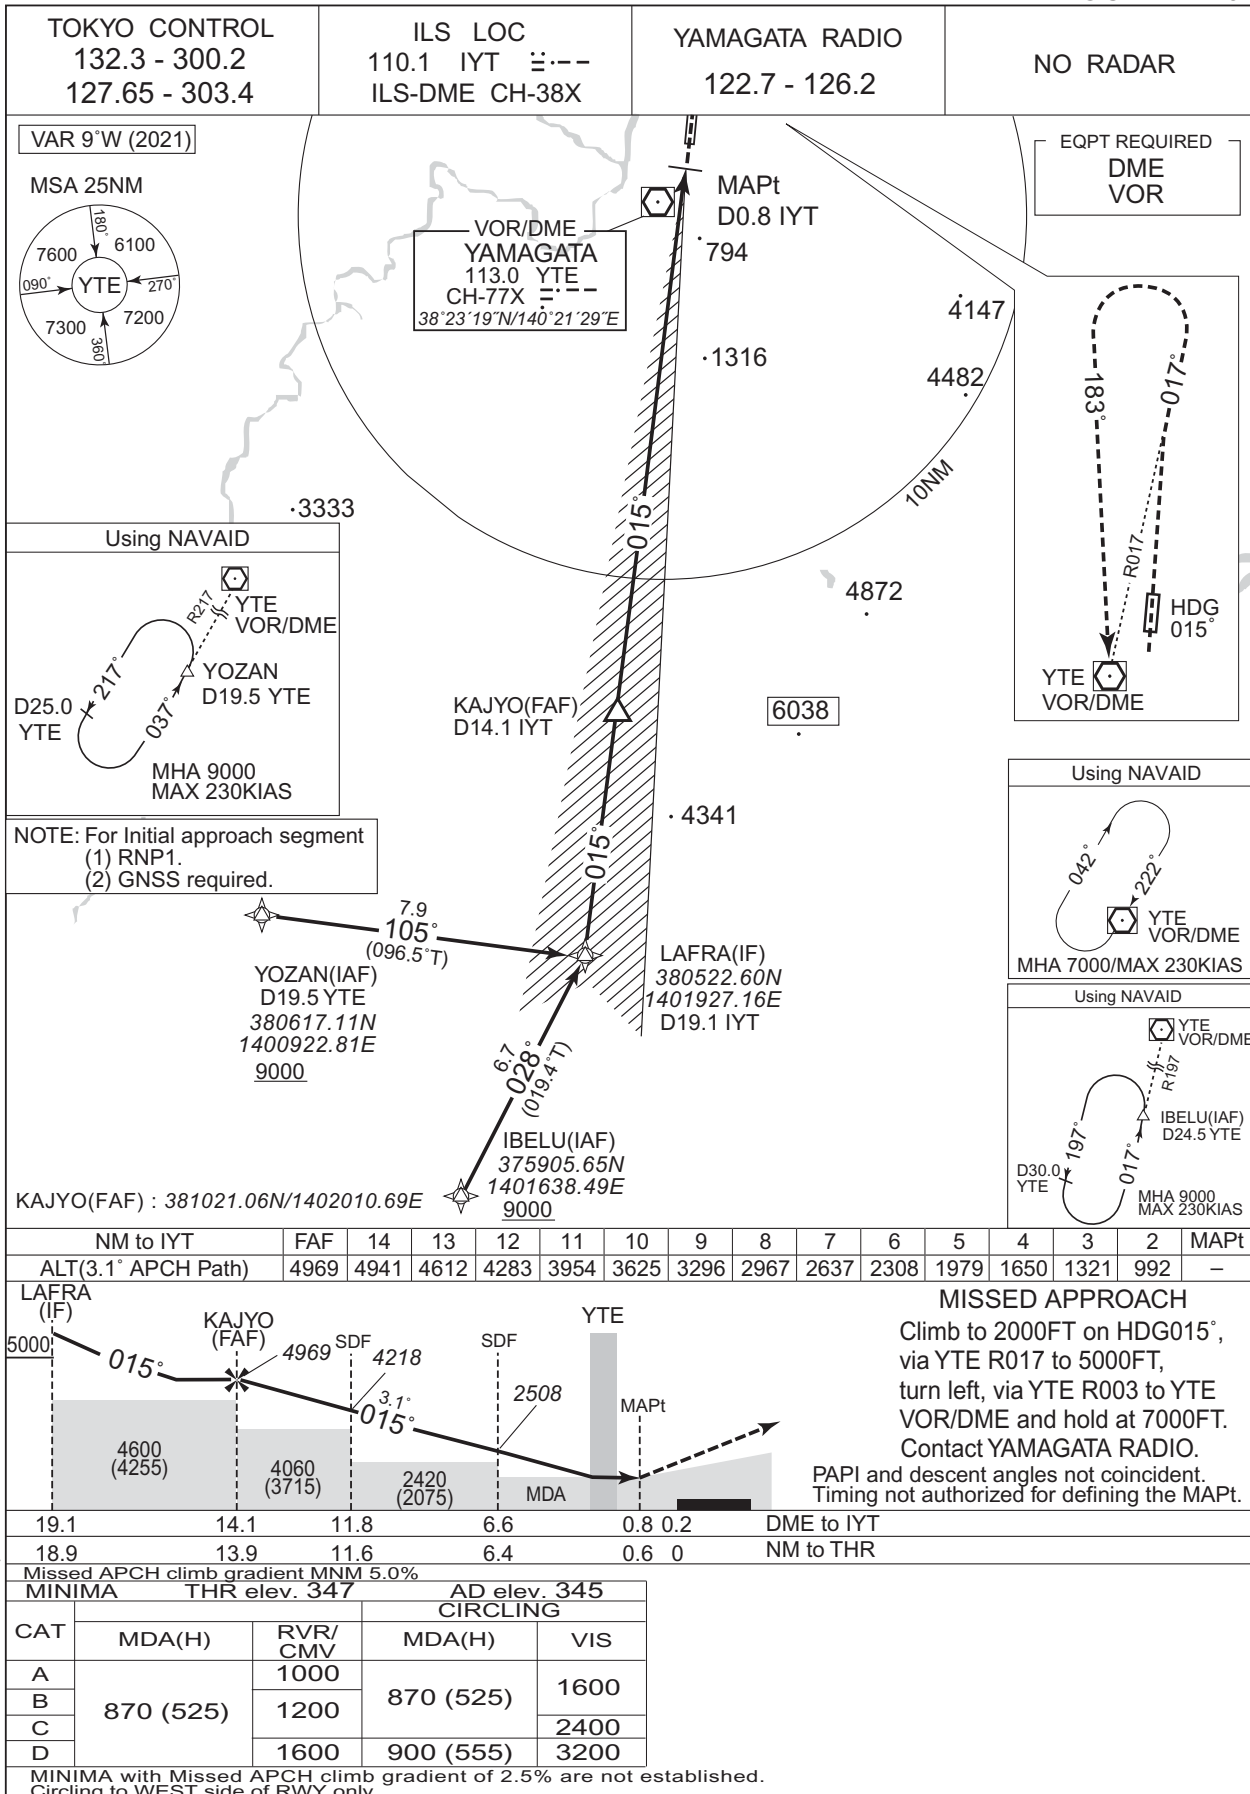 TOKYO CONTROL
132.3 - 300.2
127.65 - 303.4
ILS LOC
110.1 IYT
ILS-DME CH-38X
YAMAGATA RADIO
122.7 - 126.2
NO RADAR
VAR 9°W (2021)
MSA 25NM
180°
7600
6100
090°
YTE
270°
7300
7200
360°
EQPT REQUIRED
DME
VOR
MAPt
D0.8 IYT
VOR/DME
YAMAGATA
113.0 YTE
CH-77X
38°23´19˝N/140°21´29˝E
794
4147
1316
4482
10NM
3333
015°
4872
6038
4341
183°
017°
R017
HDG
015°
YTE
VOR/DME
Using NAVAID
R217
YTE
VOR/DME
217°
037°
YOZAN
D19.5 YTE
D25.0
YTE
MHA 9000
MAX 230KIAS
KAJYO(FAF)
D14.1 IYT
015°
NOTE: For Initial approach segment
(1) RNP1.
(2) GNSS required.
7.9
105°
(096.5°T)
YOZAN(IAF)
D19.5 YTE
380617.11N
1400922.81E
9000
LAFRA(IF)
380522.60N
1401927.16E
D19.1 IYT
6.7
028°
(019.4°T)
IBELU(IAF)
375905.65N
1401638.49E
9000
Using NAVAID
042°
222°
YTE
VOR/DME
MHA 7000/MAX 230KIAS
Using NAVAID
YTE
VOR/DME
R197
197°
017°
IBELU(IAF)
D24.5 YTE
D30.0
YTE
MHA 9000
MAX 230KIAS
KAJYO(FAF) : 381021.06N/1402010.69E
NM to IYT FAF 14 13 12 11 10 9 8 7 6 5 4 3 2 MAPt
ALT(3.1° APCH Path) 4969 4941 4612 4283 3954 3625 3296 2967 2637 2308 1979 1650 1321 992 –
LAFRA
(IF)
5000
015°
KAJYO
(FAF)
4969
SDF
4218
3.1°
015°
SDF
2508
YTE
MAPt
4600
(4255)
4060
(3715)
2420
(2075)
MDA
MISSED APPROACH
Climb to 2000FT on HDG015°,
via YTE R017 to 5000FT,
turn left, via YTE R003 to YTE
VOR/DME and hold at 7000FT.
Contact YAMAGATA RADIO.
PAPI and descent angles not coincident.
Timing not authorized for defining the MAPt.
19.1 14.1 11.8 6.6 0.8 0.2 DME to IYT
18.9 13.9 11.6 6.4 0.6 0 NM to THR
Missed APCH climb gradient MNM 5.0%
MINIMA THR elev. 347 AD elev. 345
CIRCLING
CAT MDA(H) RVR/CMV MDA(H) VIS
A 870 (525) 1000 870 (525) 1600
B 1200
C 2400
D 1600 900 (555) 3200
MINIMA with Missed APCH climb gradient of 2.5% are not established.
Circling to WEST side of RWY only.